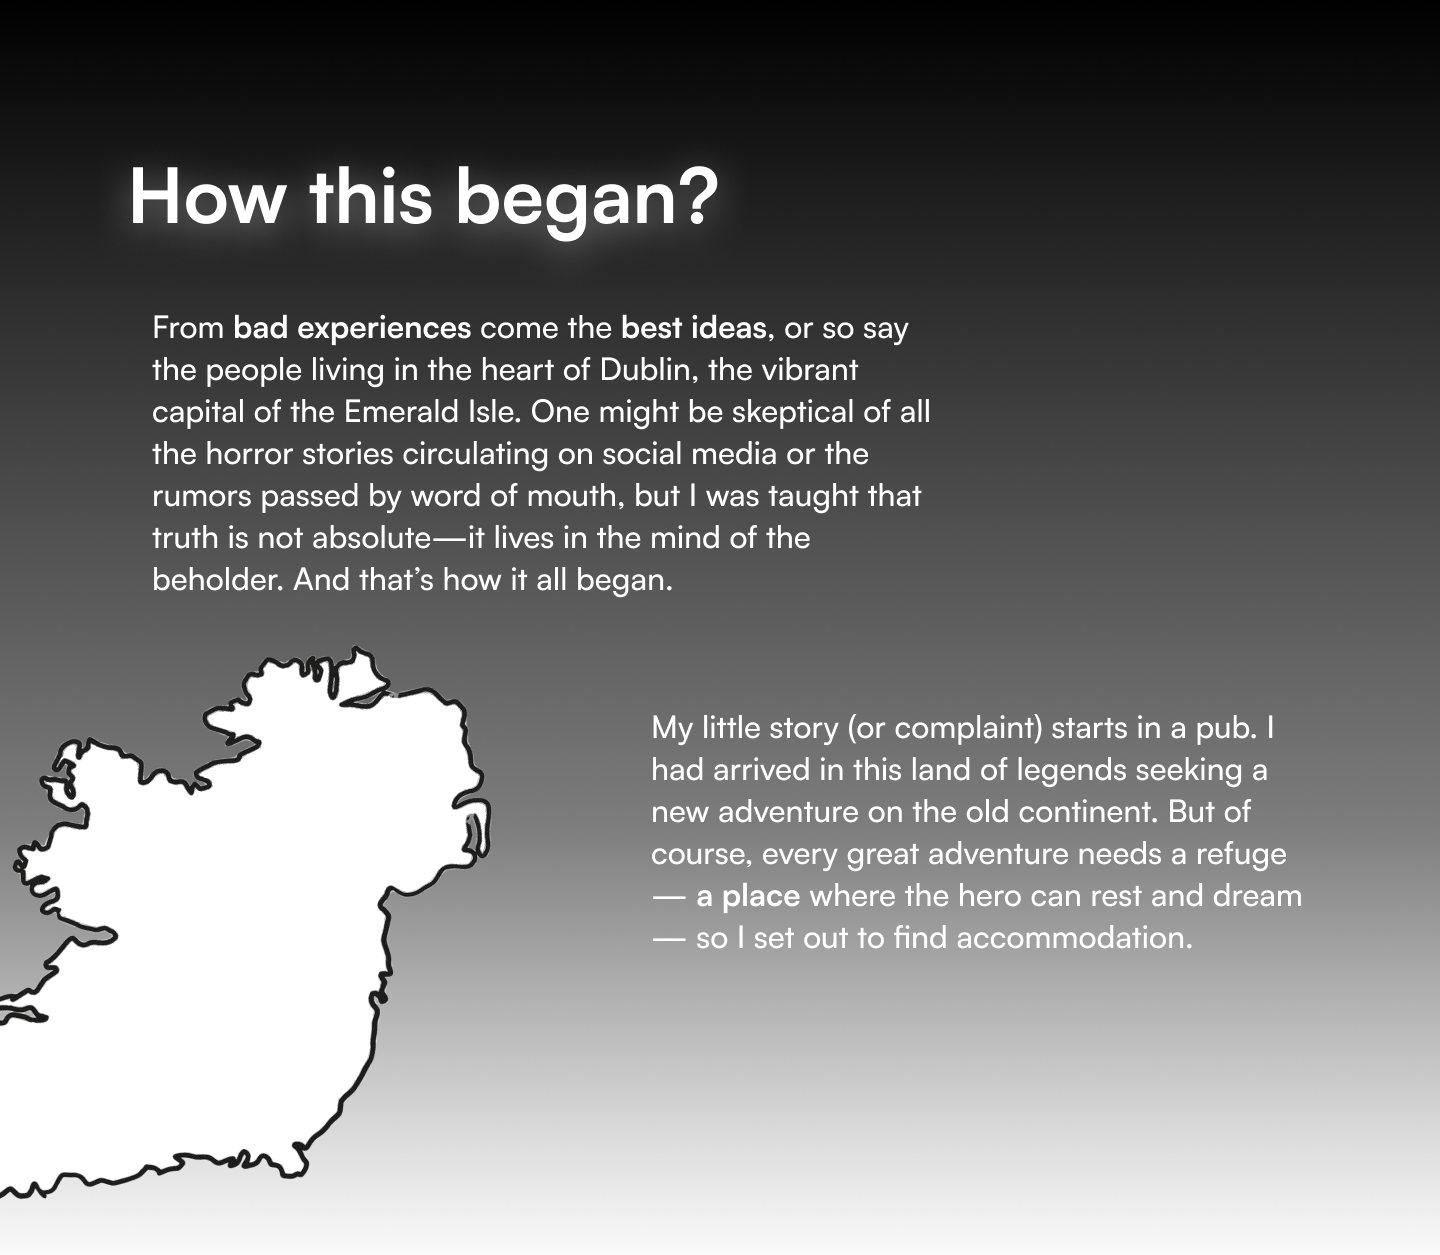 How this began?
From bad experiences come the best ideas, or so say
the people living in the heart of Dublin, the vibrant
capital of the Emerald Isle. One might be skeptical of all
the horror stories circulating on social media or the
rumors passed by word of mouth, but I was taught that
truth is not absolute—it lives in the mind of the
beholder. And that’s how it all began.
My little story (or complaint) starts in a pub. I
had arrived in this land of legends seeking a
new adventure on the old continent. But of
course, every great adventure needs a refuge
— a place where the hero can rest and dream
— so I set out to find accommodation.